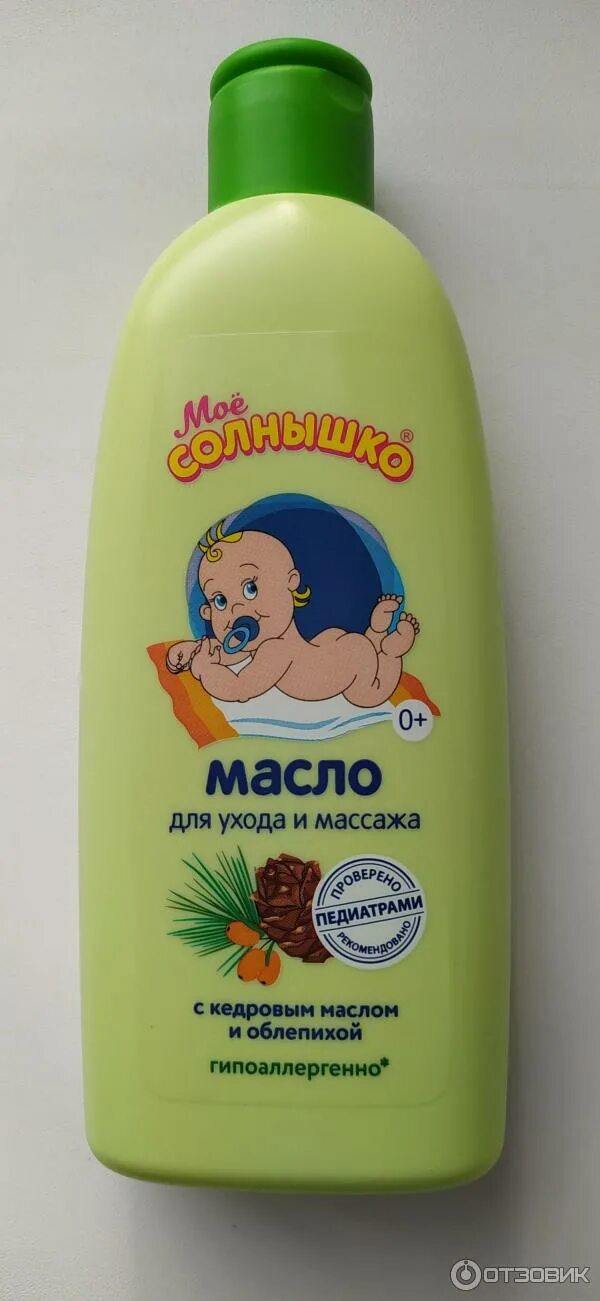 Моё
СОЛНЫШКО®
0+
масло
для ухода и массажа
ПРОВЕРЕНО
ПЕДИАТРАМИ
РЕКОМЕНДОВАНО
с кедровым маслом
и облепихой
гипоаллергенно*
ОТЗОВИК